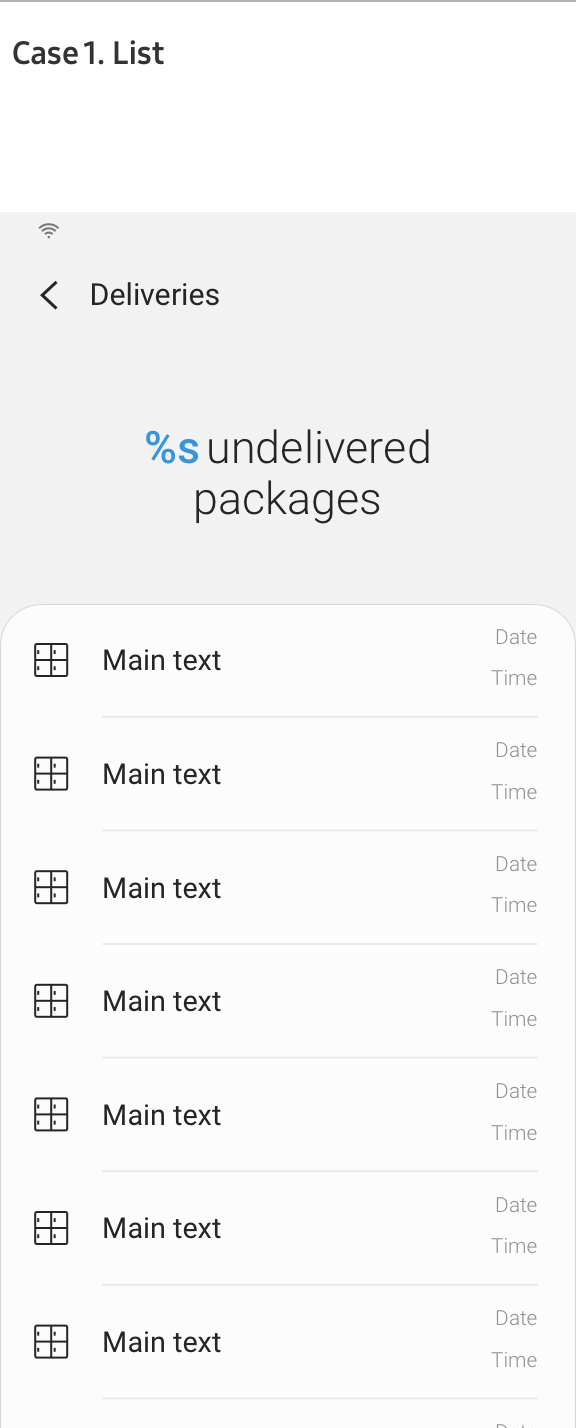 Case 1. List
Deliveries
%s undelivered
packages
Date
Main text
Time
Date
Main text
Time
Date
Main text
Time
Date
Main text
Time
Date
Main text
Time
Date
Main text
Time
Date
Main text
Time